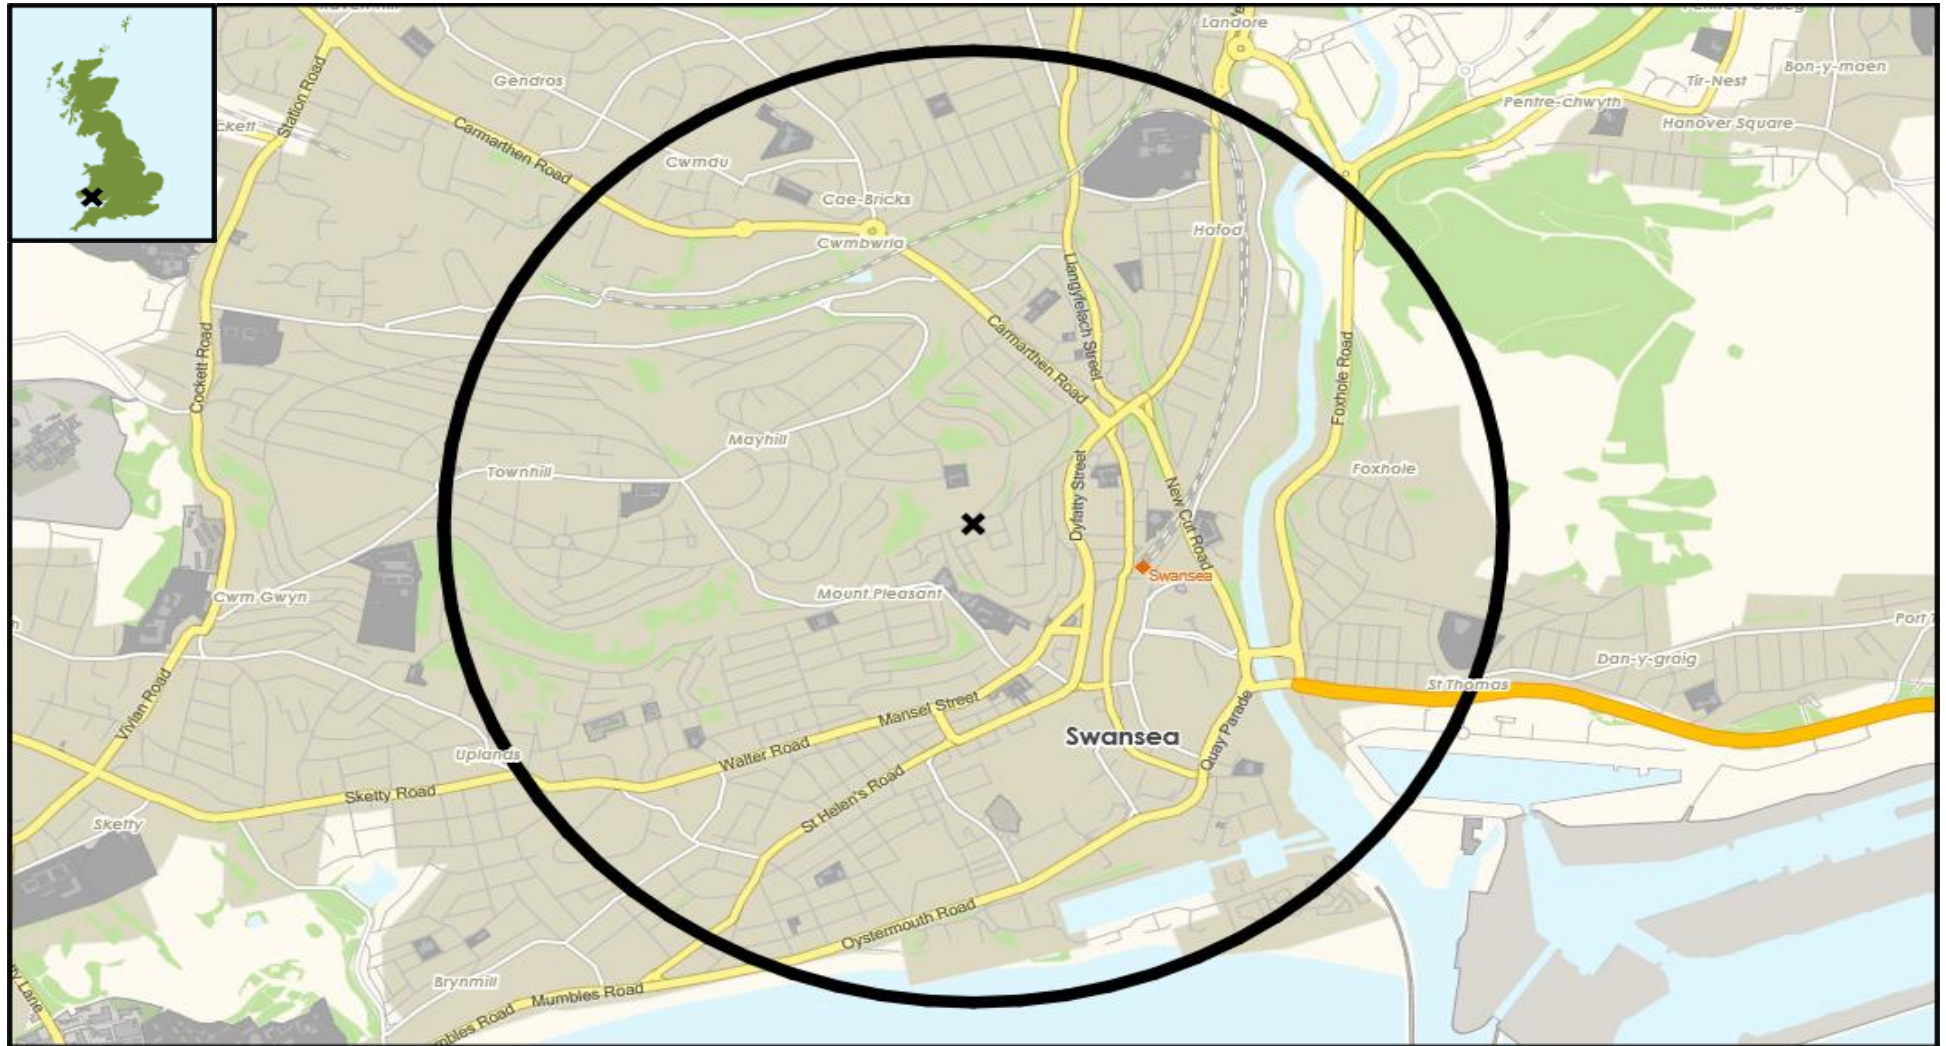 Landore
Gendros
Station Road
Carmarthen Road
Cwmdu
Cae-Bricks
Cwmbwrla
Hafod
Pentre-Chwyth
Tir-Nest
Bon-y-maen
Hanover Square
Llangyfelach Street
Carmarthen Road
Cockett Road
Foxhole Road
Mayhill
Townhill
Foxhole
Dyfatty Street
New Cut Road
Swansea
Cwm Gwyn
Mount Pleasant
Dan-y-graig
St Thomas
Vivian Road
Mansel Street
Swansea
Quay Parade
Uplands
Walter Road
Sketty Road
St Helen's Road
Sketty
Oystermouth Road
Brynmill
Mumbles Road